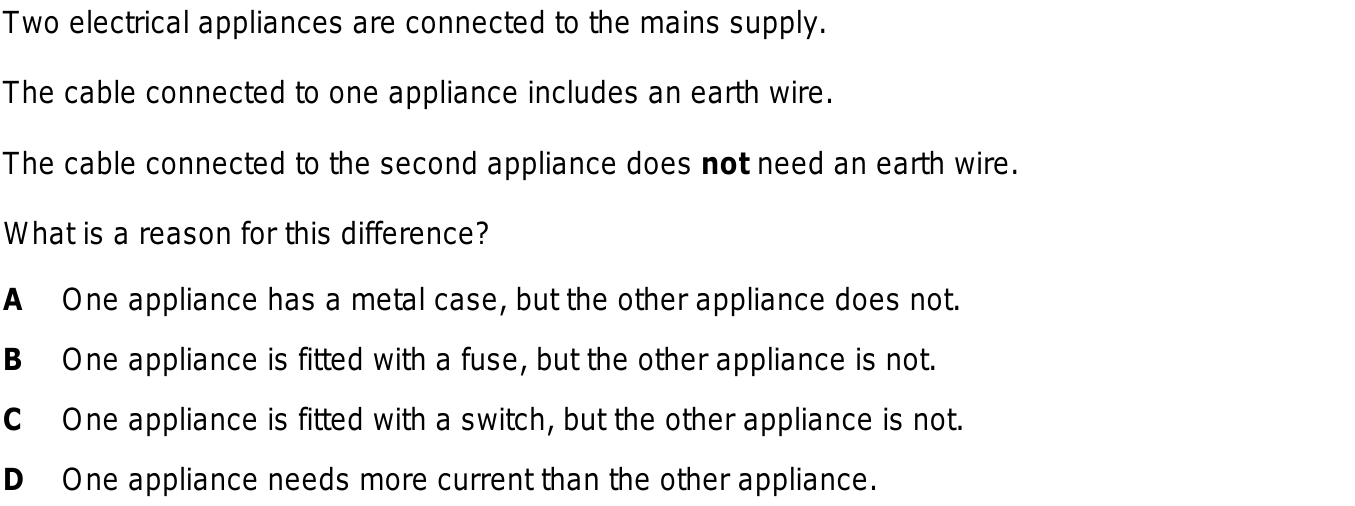 Two electrical appliances are connected to the mains supply.
The cable connected to one appliance includes an earth wire.
The cable connected to the second appliance does not need an earth wire.
What is a reason for this difference?
A One appliance has a metal case, but the other appliance does not.
B One appliance is fitted with a fuse, but the other appliance is not.
C One appliance is fitted with a switch, but the other appliance is not.
D One appliance needs more current than the other appliance.